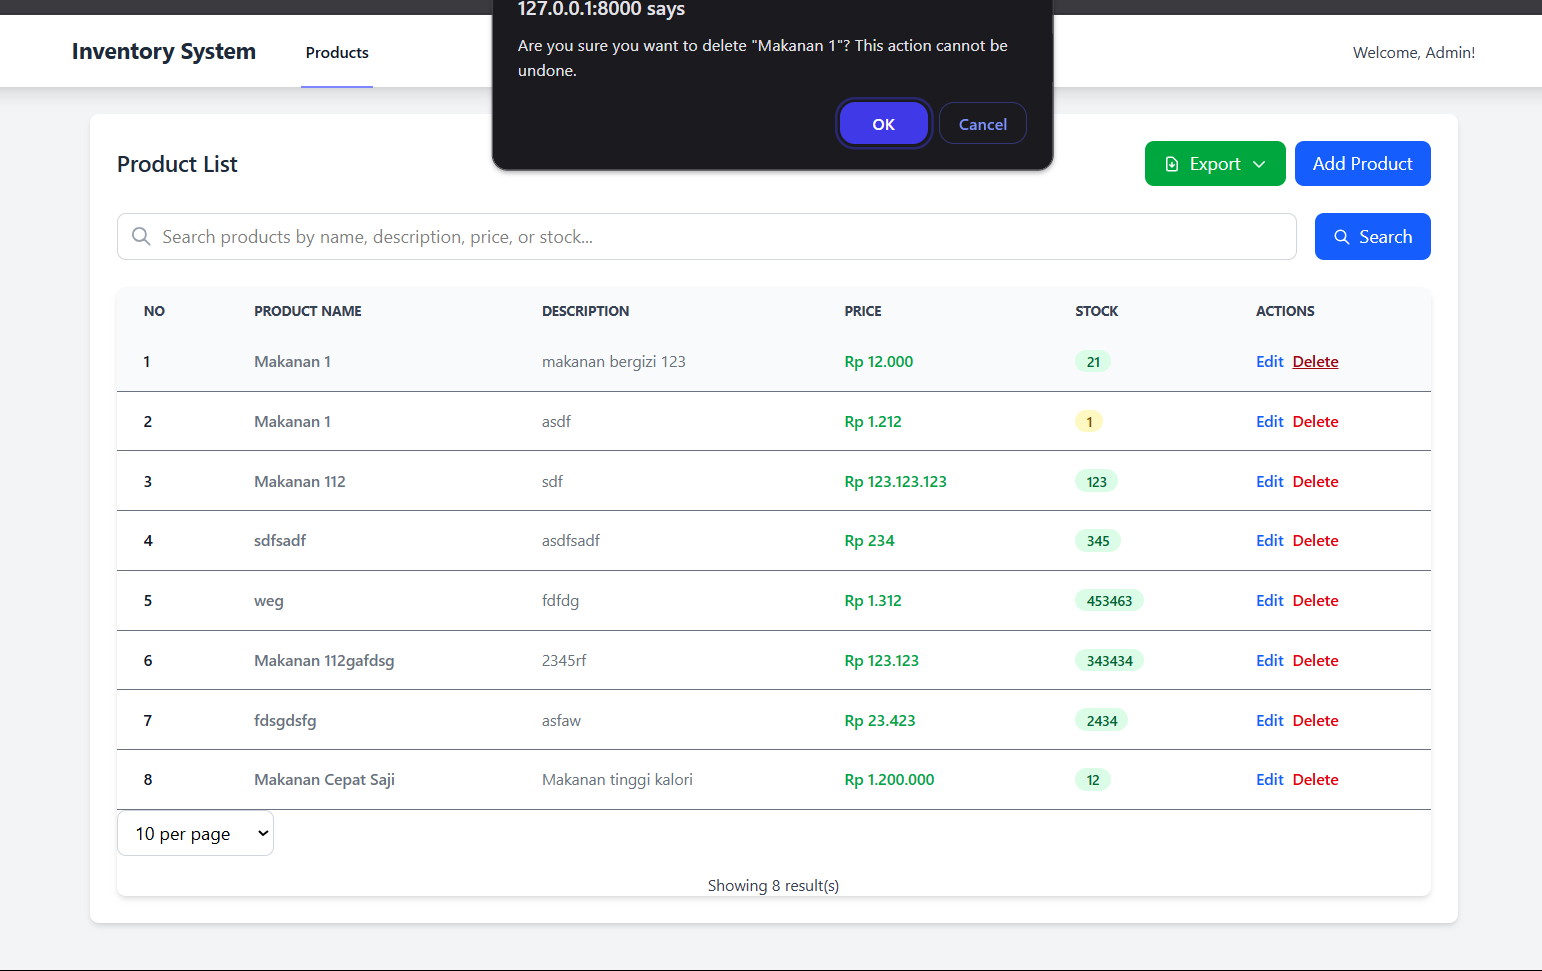 127.0.0.1:8000 says
Are you sure you want to delete "Makanan 1"? This action cannot be
undone.
OK Cancel
Inventory System Products Welcome, Admin!
Product List Export Add Product
Search products by name, description, price, or stock... Search
NO PRODUCT NAME DESCRIPTION PRICE STOCK ACTIONS
1 Makanan 1 makanan bergizi 123 Rp 12.000 21 Edit Delete
2 Makanan 1 asdf Rp 1.212 1 Edit Delete
3 Makanan 112 sdf Rp 123.123.123 123 Edit Delete
4 sdfsadf asdfsadf Rp 234 345 Edit Delete
5 weg fdfdg Rp 1.312 453463 Edit Delete
6 Makanan 112gafdsg 2345rf Rp 123.123 343434 Edit Delete
7 fdsgdsfg asfaw Rp 23.423 2434 Edit Delete
8 Makanan Cepat Saji Makanan tinggi kalori Rp 1.200.000 12 Edit Delete
10 per page
Showing 8 result(s)